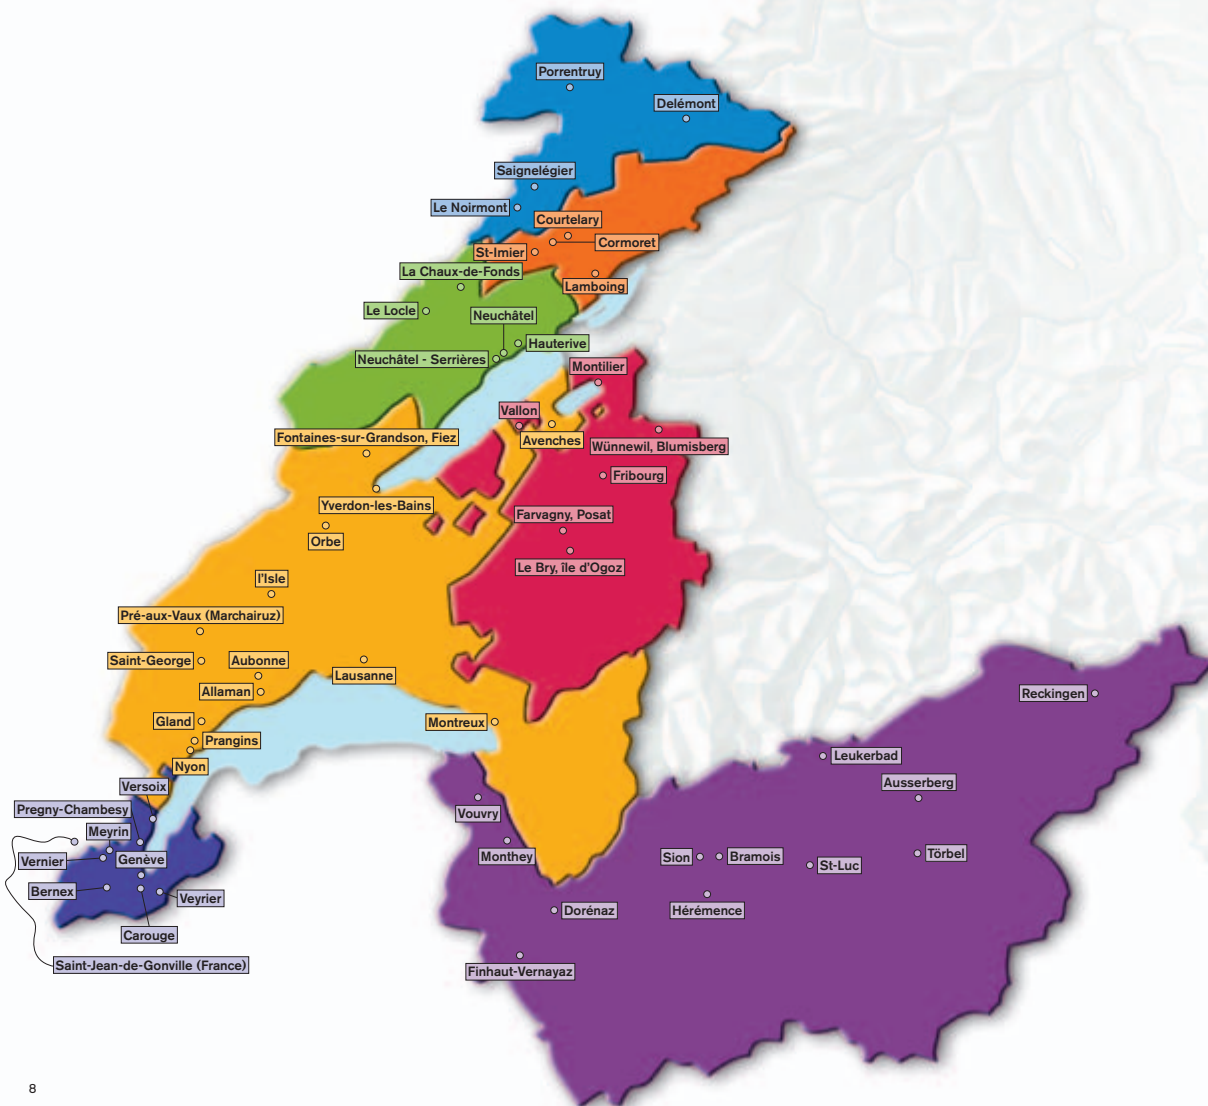 Porrentruy
Delémont
Saignelégier
Le Noirmont
Courtelary
Cormoret
St-Imier
La Chaux-de-Fonds
Lamboing
Le Locle
Neuchâtel
Hauterive
Neuchâtel - Serrières
Montilier
Vallon
Avenches
Fontaines-sur-Grandson, Fiez
Wünnewil, Blumisberg
Fribourg
Yverdon-les-Bains
Farvagny, Posat
Orbe
Le Bry, île d'Ogoz
l'Isle
Pré-aux-Vaux (Marchairuz)
Saint-George
Aubonne
Lausanne
Allaman
Reckingen
Gland
Montreux
Prangins
Leukerbad
Nyon
Versoix
Ausserberg
Pregny-Chambesy
Vouvry
Meyrin
Vernier
Genève
Monthey
Sion
Bramois
St-Luc
Törbel
Bernex
Veyrier
Dorénaz
Hérémence
Carouge
Saint-Jean-de-Gonville (France)
Finhaut-Vernayaz
8